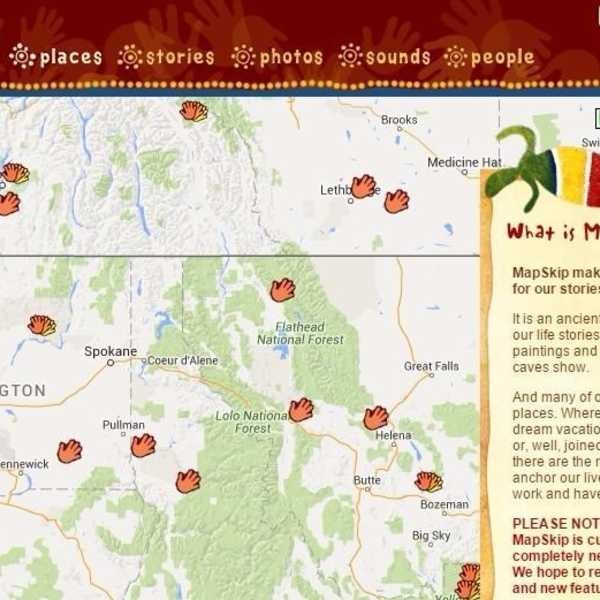 places stories photos sounds people
Brooks
Swi
Medicine Hat
What is M
MapSkip mak
for our stories
It is an ancient
our life stories
paintings and
caves show.
Flathead
National Forest
Spokane
Coeur d'Alene
Great Falls
GTON
And many of o
places. Where
dream vacatio
or, well, joined
there are the r
anchor our live
work and have
Lolo National
Forest
Pullman
Helena
ennewick
Butte
Bozeman
Big Sky
PLEASE NOT
MapSkip is cu
completely ne
We hope to re
and new featu